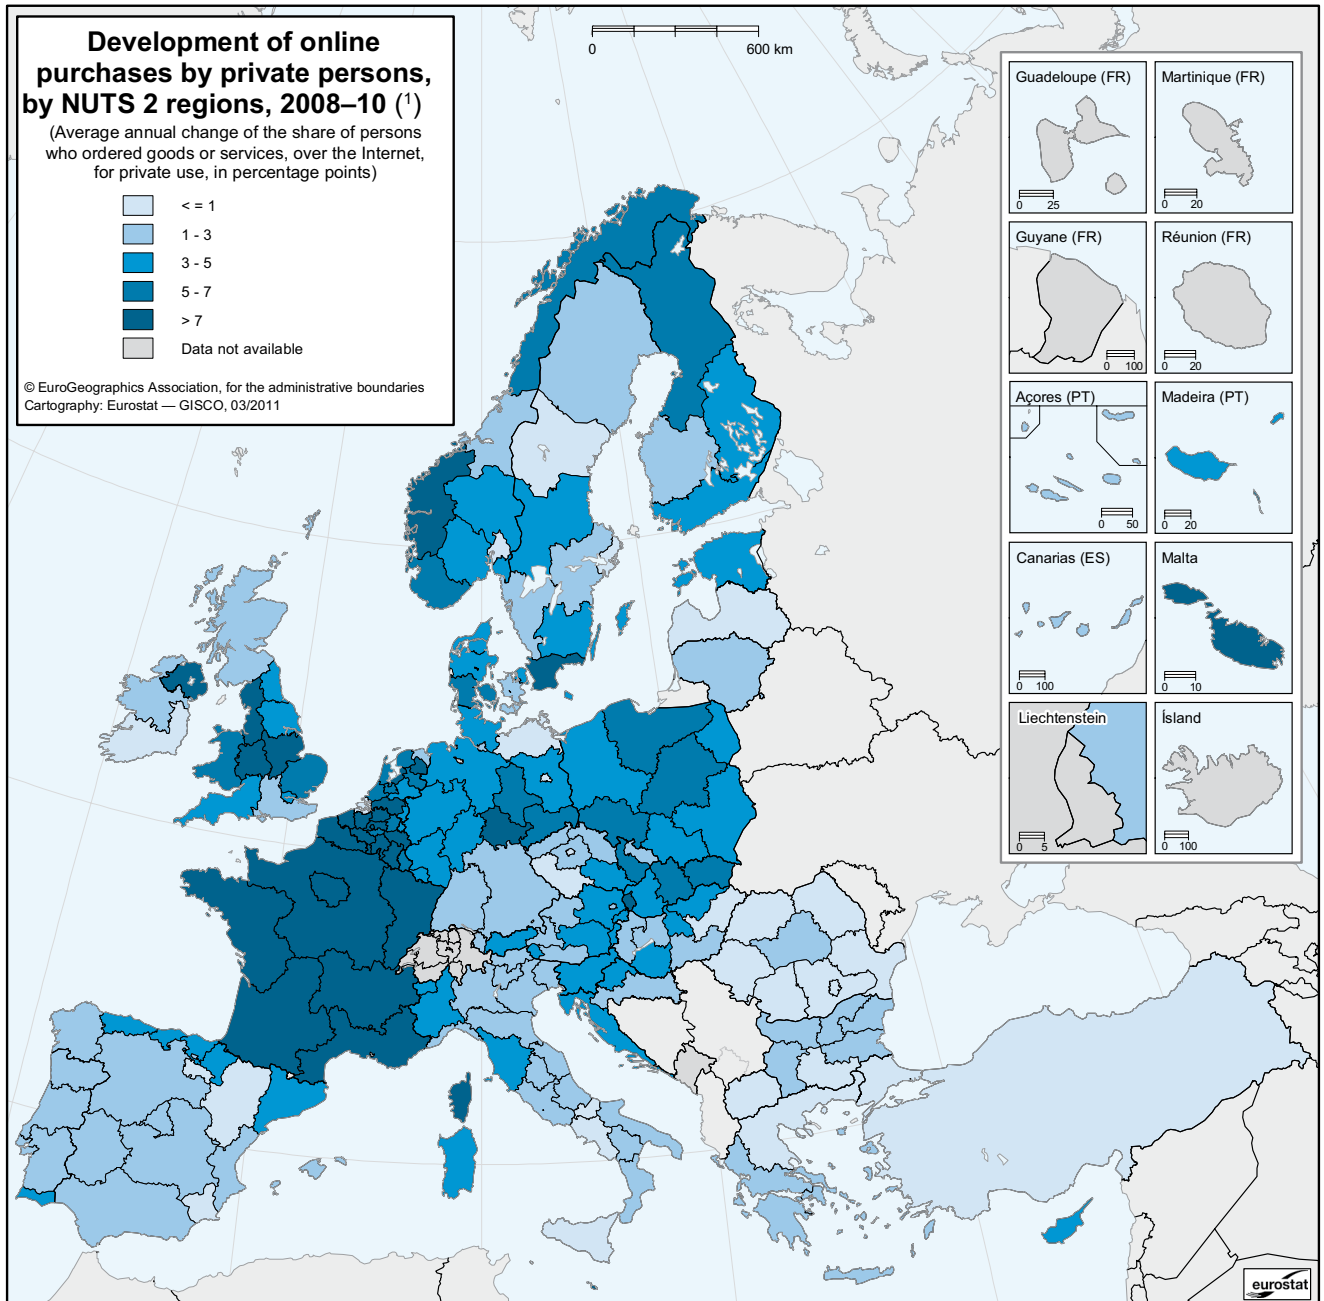 Development of online
purchases by private persons,
by NUTS 2 regions, 2008–10 (¹)
(Average annual change of the share of persons
who ordered goods or services, over the Internet,
for private use, in percentage points)
< = 1
1 - 3
3 - 5
5 - 7
> 7
Data not available
© EuroGeographics Association, for the administrative boundaries
Cartography: Eurostat — GISCO, 03/2011
0 600 km
Guadeloupe (FR)
0 25
Martinique (FR)
0 20
Guyane (FR)
0 100
Réunion (FR)
0 20
Açores (PT)
0 50
Madeira (PT)
0 20
Canarias (ES)
0 100
Malta
0 10
Liechtenstein
0 5
Ísland
0 100
eurostat